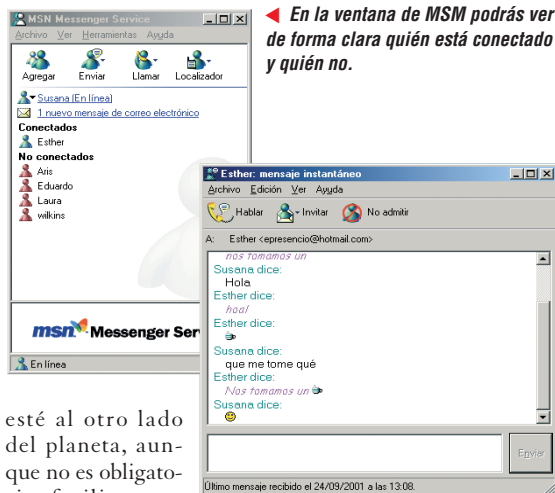 MSN Messenger Service
Archivo Ver Herramientas Ayuda
Agregar Enviar Llamar Localizador
Susana (En línea)
1 nuevo mensaje de correo electrónico
Conectados
Esther
No conectados
Aris
Eduardo
Laura
wilkins
msn Messenger Ser
En línea
En la ventana de MSM podrás ver
de forma clara quién está conectado
y quién no.
Esther: mensaje instantáneo
Archivo Edición Ver Ayuda
Hablar Invitar No admitir
A: Esther <epresencio@hotmail.com>
nos tomamos un
Susana dice:
Hola
Esther dice:
hoal
Esther dice:
Susana dice:
que me tome qué
Esther dice:
Nos tomamos un
Susana dice:
Enviar
Último mensaje recibido el 24/09/2001 a las 13:08.
esté al otro lado
del planeta, aun-
que no es obligato-